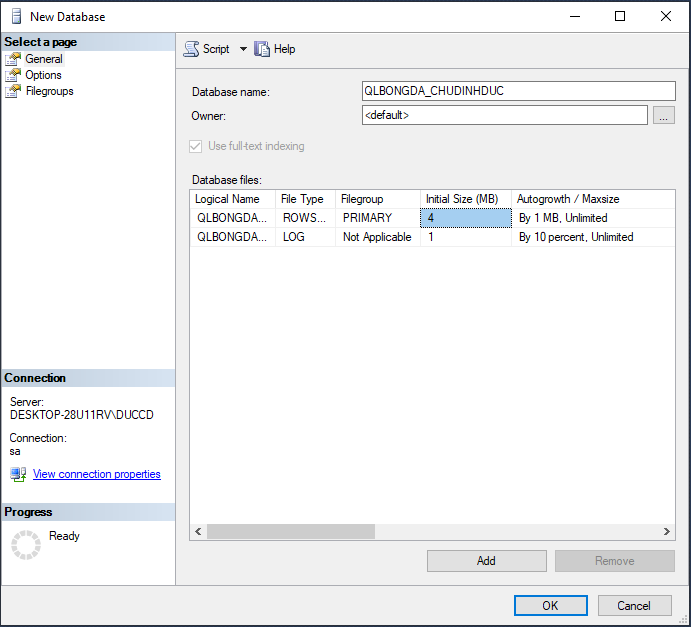 New Database
Select a page
General
Options
Filegroups
Script Help
Database name: QLBONGDA_CHUDINHDUC
Owner: <default> ...
Use full-text indexing
Database files:
Logical Name File Type Filegroup Initial Size (MB) Autogrowth / Maxsize
QLBONGDA... ROWS... PRIMARY 4 By 1 MB, Unlimited
QLBONGDA... LOG Not Applicable 1 By 10 percent, Unlimited
Connection
Server:
DESKTOP-28U11RV\DUCCD
Connection:
sa
View connection properties
Progress
Ready
Add Remove
OK Cancel